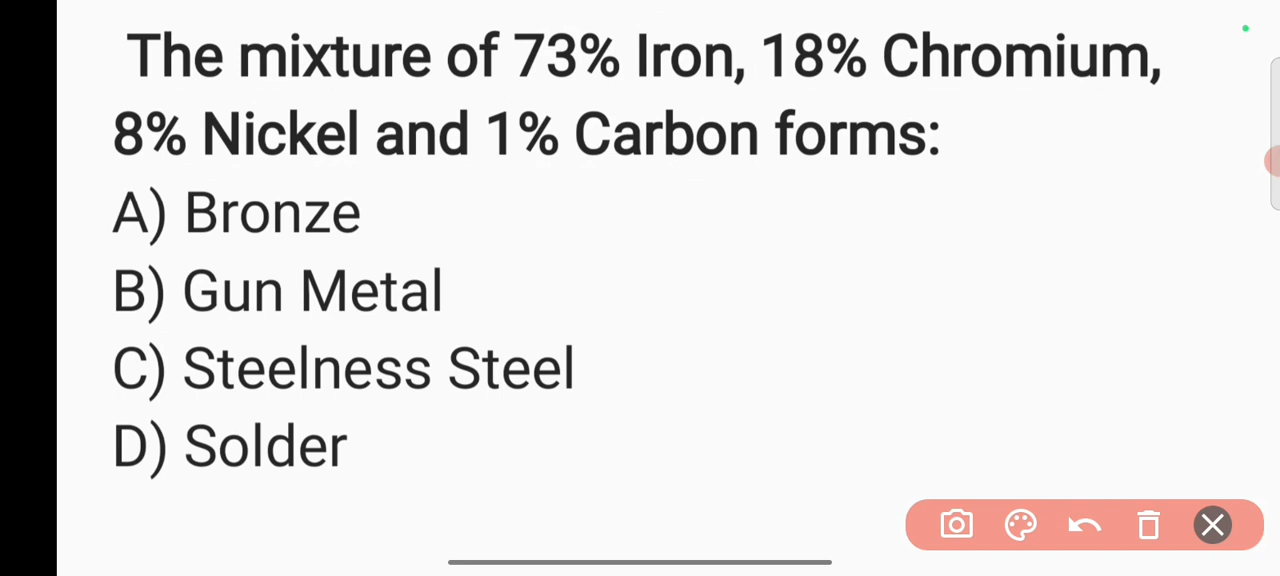 The mixture of 73% Iron, 18% Chromium,
8% Nickel and 1% Carbon forms:
A) Bronze
B) Gun Metal
C) Steelness Steel
D) Solder